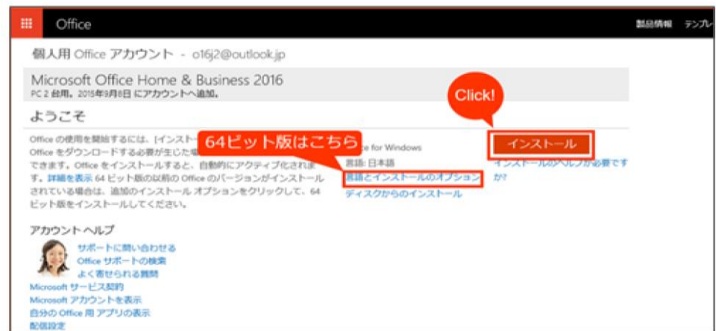 Office
製品情報 テンプレー
個人用 Office アカウント - o16j2@outlook.jp
Microsoft Office Home & Business 2016
PC 2 台用。2015年9月8日 にアカウントへ追加。
Click!
ようこそ
Office の使用を開始するには、[インスト
Office をダウンロードする必要が生じた場
できます。Office をインストールすると、自動的にアクティブ化されま
す。詳細を表示 64 ビット版の以前の Office のバージョンがインストール
されている場合は、追加のインストール オプションをクリックして、64
ビット版をインストールしてください。
64ビット版はこちら
e for Windows
言語: 日本語
言語とインストールのオプション
ディスクからのインストール
インストール
インストールのヘルプが必要です
か?
アカウント ヘルプ
サポートに問い合わせる
Office サポートの検索
よく寄せられる質問
Microsoft サービス契約
Microsoft アカウントを表示
自分の Office 用 アプリの表示
配信設定